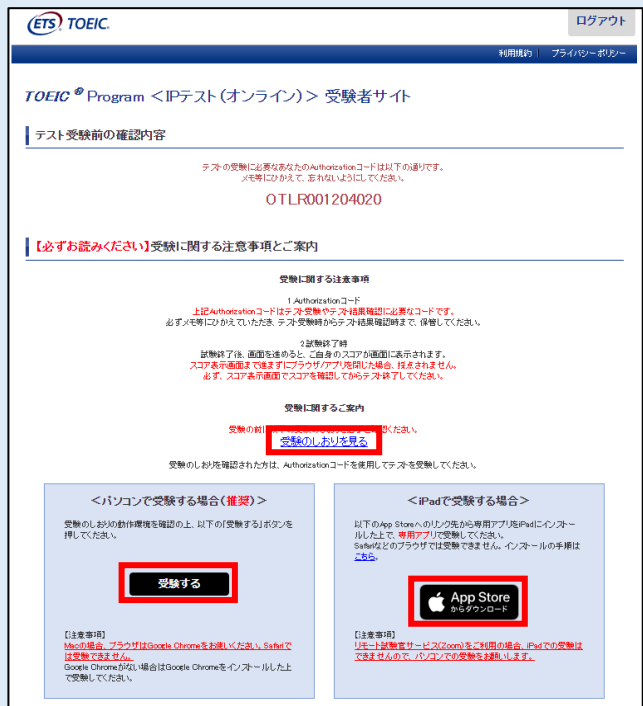 ETS TOEIC.
ログアウト
利用規約 プライバシーポリシー
TOEIC ® Program ＜IPテスト（オンライン）＞ 受験者サイト
テスト受験前の確認内容
テストの受験に必要なあなたのAuthorizationコードは以下の通りです。
メモ等にひかえて、忘れないようにしてください。
OTLR001204020
【必ずお読みください】受験に関する注意事項とご案内
受験に関する注意事項
1.Authorizationコード
上記Authorizationコードはテスト受験やテスト結果確認に必要なコードです。
必ずメモ等にひかえていただき、テスト受験時からテスト結果確認時まで、保管してください。
2.試験終了時
試験終了後、画面を進めると、ご自身のスコアが画面に表示されます。
スコア表示画面まで進まずにブラウザ/アプリを閉じた場合、採点されません。
必ず、スコア表示画面でスコアを確認してからテスト終了してください。
受験に関するご案内
受験の前に ください。
受験のしおりを見る
受験のしおりを確認された方は、Authorizationコードを使用してテストを受験してください。
＜パソコンで受験する場合（推奨）＞
受験のしおりの動作環境を確認の上、以下の「受験する」ボタンを
押してください。
受験する
【注意事項】
Macの場合、ブラウザはGoogle Chromeをお使いください。Safariで
は受験できません。
Google Chromeがない場合はGoogle Chromeをインストールした上
で受験してください。
＜iPadで受験する場合＞
以下のApp Storeへのリンク先から専用アプリをiPadにインストー
ルした上で、専用アプリで受験してください。
Safariなどのブラウザでは受験できません。インストールの手順は
こちら。
App Store
からダウンロード
【注意事項】
リモート試験官サービス(Zoom)をご利用の場合、iPadでの受験は
できませんので、パソコンでの受験をお願いします。